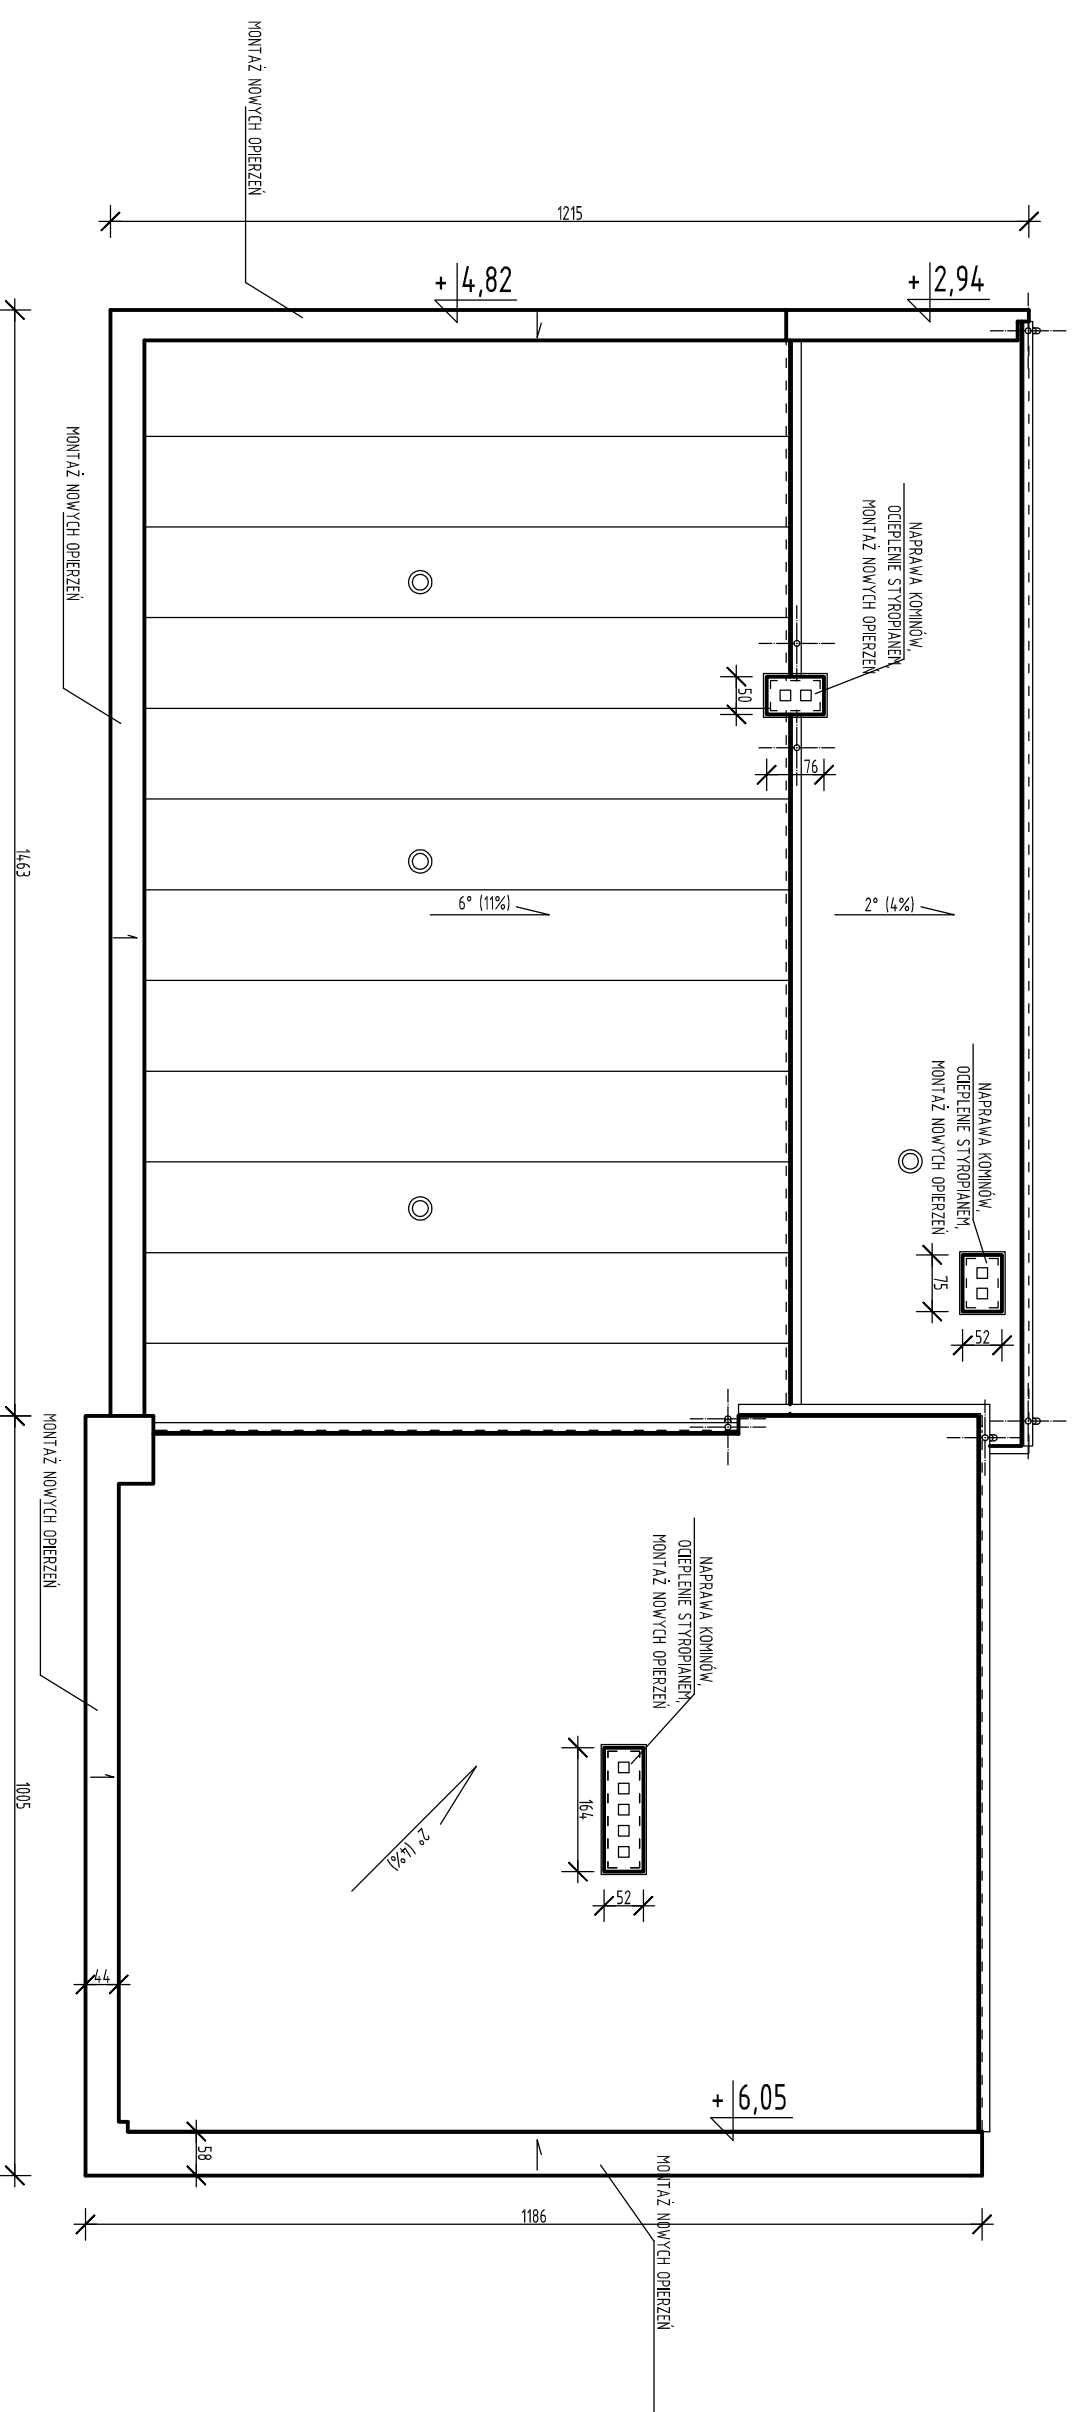 MONTAŻ NOWYCH OPIERZEŃ
1215
+ 4,82
+ 2,94
MONTAŻ NOWYCH OPIERZEŃ
NAPRAWA KOMINÓW,
OCIEPLENIE STYROPIANEM,
MONTAŻ NOWYCH OPIERZEŃ
50
76
1463
6° (11%)
2° (4%)
NAPRAWA KOMINÓW,
OCIEPLENIE STYROPIANEM,
MONTAŻ NOWYCH OPIERZEŃ
75
52
MONTAŻ NOWYCH OPIERZEŃ
NAPRAWA KOMINÓW,
OCIEPLENIE STYROPIANEM,
MONTAŻ NOWYCH OPIERZEŃ
164
52
1005
2° (4%)
44
+ 6,05
58
MONTAŻ NOWYCH OPIERZEŃ
1186